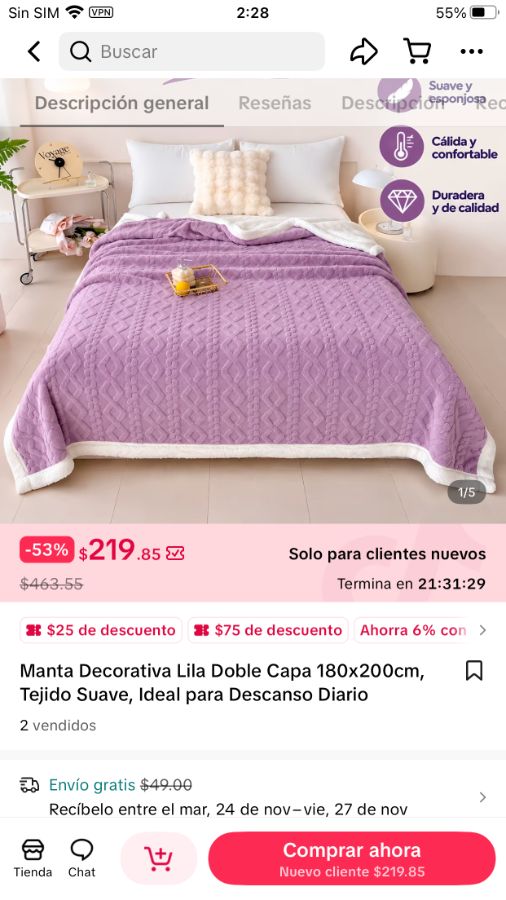 Sin SIM VPN 2:28 55%
Buscar
Descripción general Reseñas Descripción Rec
Suave y
esponjosa
Cálida y
confortable
Duradera
y de calidad
Voyage
1/5
-53% $219.85 Solo para clientes nuevos
$463.55 Termina en 21:31:29
$25 de descuento $75 de descuento Ahorra 6% con
Manta Decorativa Lila Doble Capa 180x200cm,
Tejido Suave, Ideal para Descanso Diario
2 vendidos
Envío gratis $49.00
Recíbelo entre el mar, 24 de nov–vie, 27 de nov
Tienda Chat Comprar ahora
Nuevo cliente $219.85